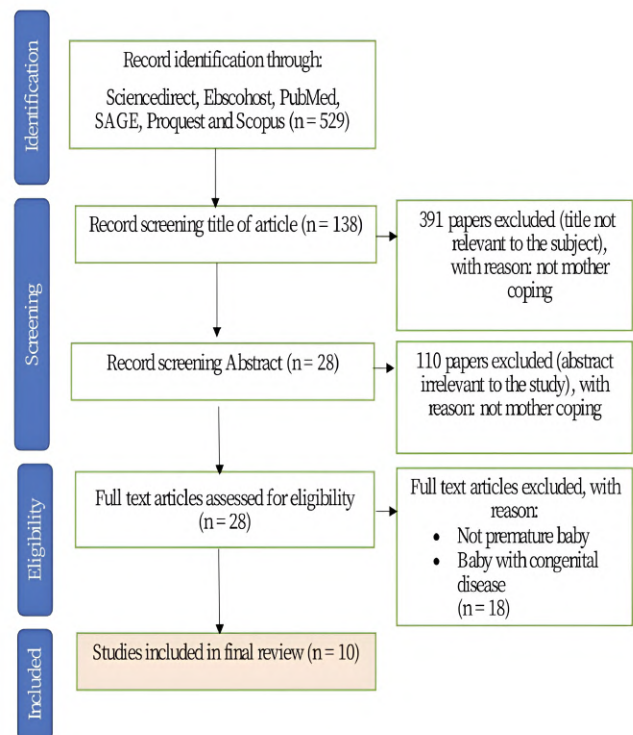 Identification
Record identification through:
Sciencedirect, Ebscohost, PubMed,
SAGE, Proquest and Scopus (n = 529)
Screening
Record screening title of article (n = 138)
391 papers excluded (title not
relevant to the subject),
with reason: not mother
coping
Record screening Abstract (n = 28)
110 papers excluded (abstract
irrelevant to the study), with
reason: not mother coping
Eligibility
Full text articles assessed for eligibility
(n = 28)
Full text articles excluded, with
reason:
• Not premature baby
• Baby with congenital
disease
(n = 18)
Included
Studies included in final review (n = 10)